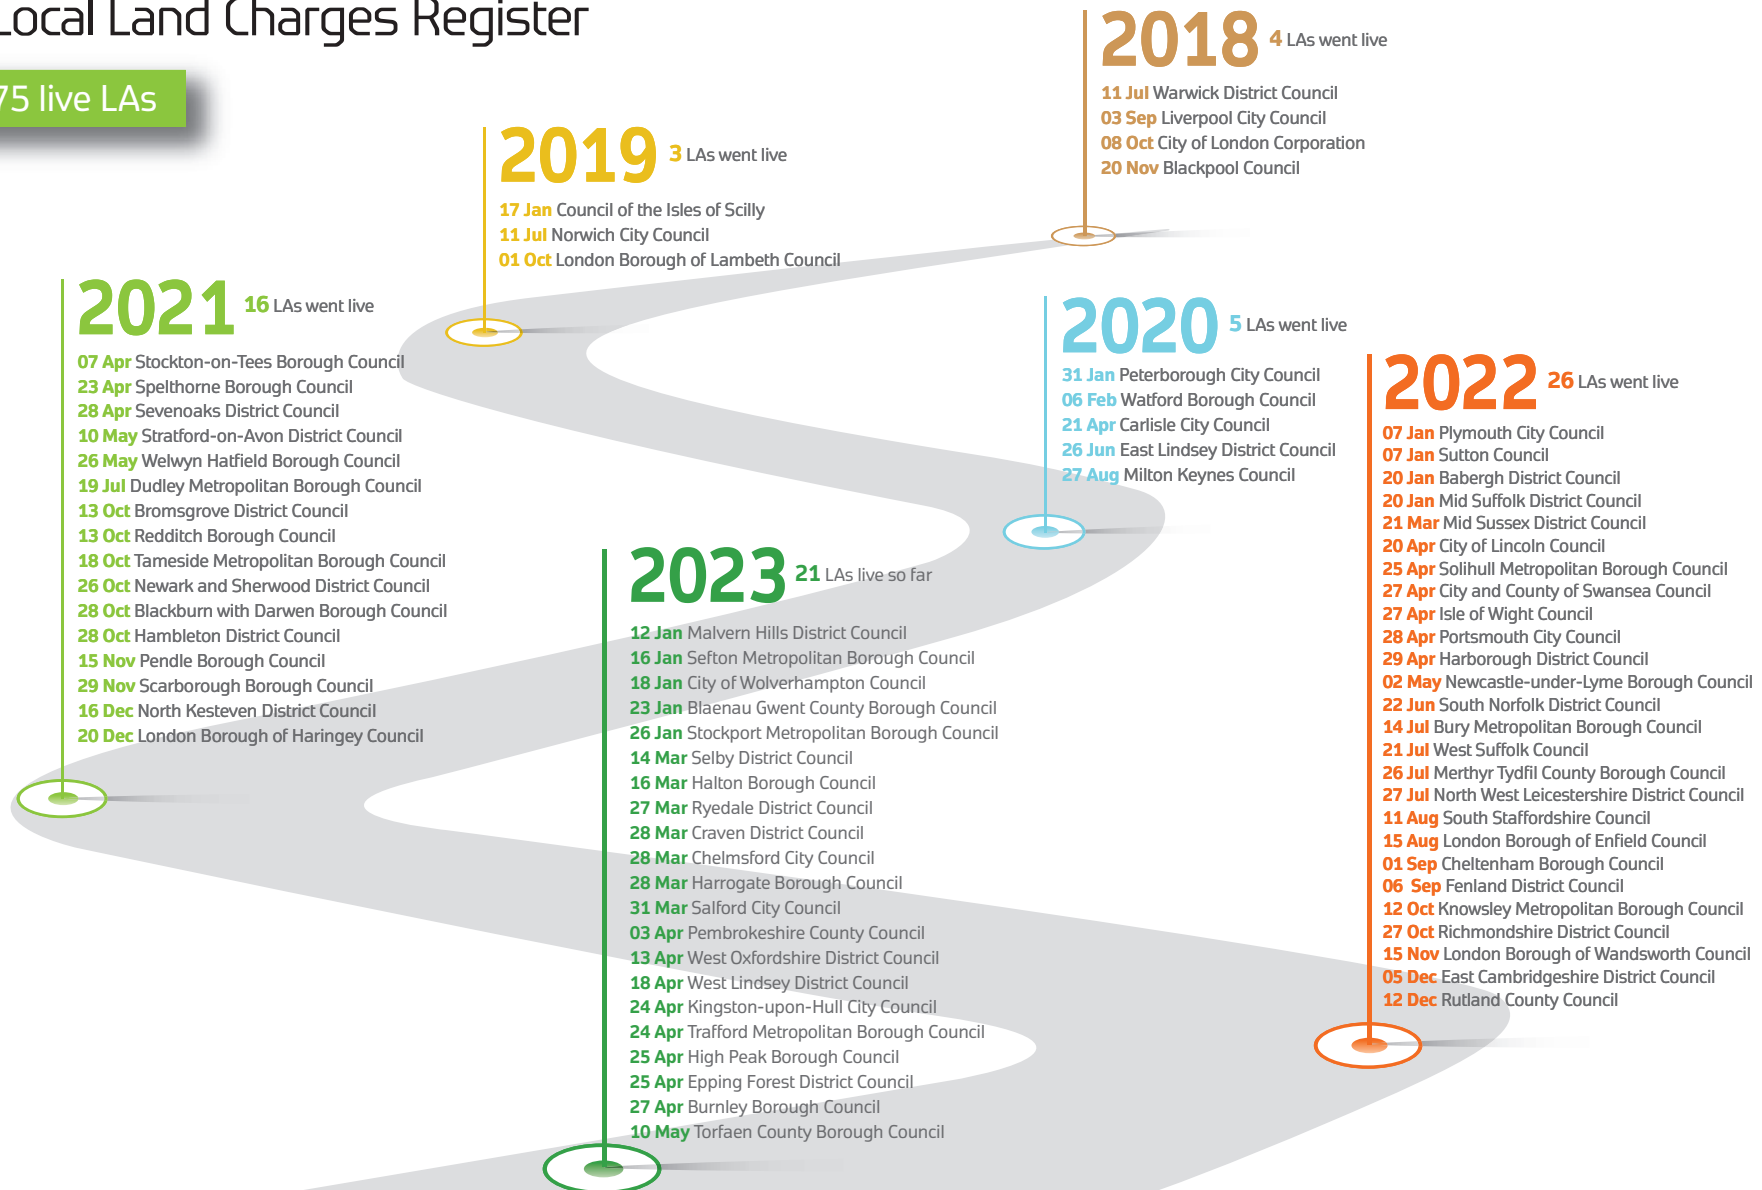 Local Land Charges Register
75 live LAs
2018 4 LAs went live
11 Jul Warwick District Council
03 Sep Liverpool City Council
08 Oct City of London Corporation
20 Nov Blackpool Council
2019 3 LAs went live
17 Jan Council of the Isles of Scilly
11 Jul Norwich City Council
01 Oct London Borough of Lambeth Council
2020 5 LAs went live
31 Jan Peterborough City Council
06 Feb Watford Borough Council
21 Apr Carlisle City Council
26 Jun East Lindsey District Council
27 Aug Milton Keynes Council
2021 16 LAs went live
07 Apr Stockton-on-Tees Borough Council
23 Apr Spelthorne Borough Council
28 Apr Sevenoaks District Council
10 May Stratford-on-Avon District Council
26 May Welwyn Hatfield Borough Council
19 Jul Dudley Metropolitan Borough Council
13 Oct Bromsgrove District Council
13 Oct Redditch Borough Council
18 Oct Tameside Metropolitan Borough Council
26 Oct Newark and Sherwood District Council
28 Oct Blackburn with Darwen Borough Council
28 Oct Hambleton District Council
15 Nov Pendle Borough Council
29 Nov Scarborough Borough Council
16 Dec North Kesteven District Council
20 Dec London Borough of Haringey Council
2022 26 LAs went live
07 Jan Plymouth City Council
07 Jan Sutton Council
20 Jan Babergh District Council
20 Jan Mid Suffolk District Council
21 Mar Mid Sussex District Council
20 Apr City of Lincoln Council
25 Apr Solihull Metropolitan Borough Council
27 Apr City and County of Swansea Council
27 Apr Isle of Wight Council
28 Apr Portsmouth City Council
29 Apr Harborough District Council
02 May Newcastle-under-Lyme Borough Council
22 Jun South Norfolk District Council
14 Jul Bury Metropolitan Borough Council
21 Jul West Suffolk Council
26 Jul Merthyr Tydfil County Borough Council
27 Jul North West Leicestershire District Council
11 Aug South Staffordshire Council
15 Aug London Borough of Enfield Council
01 Sep Cheltenham Borough Council
06 Sep Fenland District Council
12 Oct Knowsley Metropolitan Borough Council
27 Oct Richmondshire District Council
15 Nov London Borough of Wandsworth Council
05 Dec East Cambridgeshire District Council
12 Dec Rutland County Council
2023 21 LAs live so far
12 Jan Malvern Hills District Council
16 Jan Sefton Metropolitan Borough Council
18 Jan City of Wolverhampton Council
23 Jan Blaenau Gwent County Borough Council
26 Jan Stockport Metropolitan Borough Council
14 Mar Selby District Council
16 Mar Halton Borough Council
27 Mar Ryedale District Council
28 Mar Craven District Council
28 Mar Chelmsford City Council
28 Mar Harrogate Borough Council
31 Mar Salford City Council
03 Apr Pembrokeshire County Council
13 Apr West Oxfordshire District Council
18 Apr West Lindsey District Council
24 Apr Kingston-upon-Hull City Council
24 Apr Trafford Metropolitan Borough Council
25 Apr High Peak Borough Council
25 Apr Epping Forest District Council
27 Apr Burnley Borough Council
10 May Torfaen County Borough Council